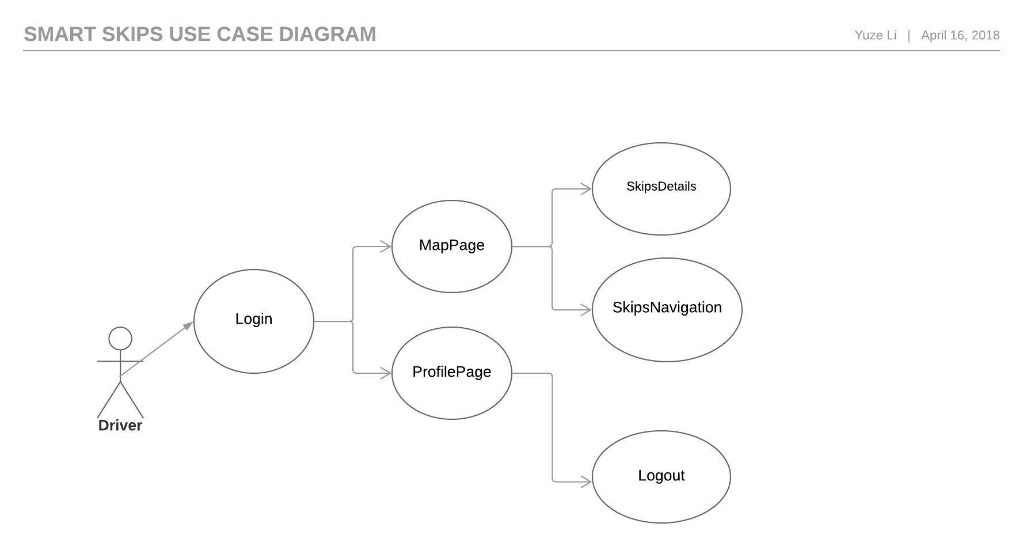 SMART SKIPS USE CASE DIAGRAM
Yuze Li | April 16, 2018
SkipsDetails
MapPage
SkipsNavigation
Login
ProfilePage
Driver
Logout